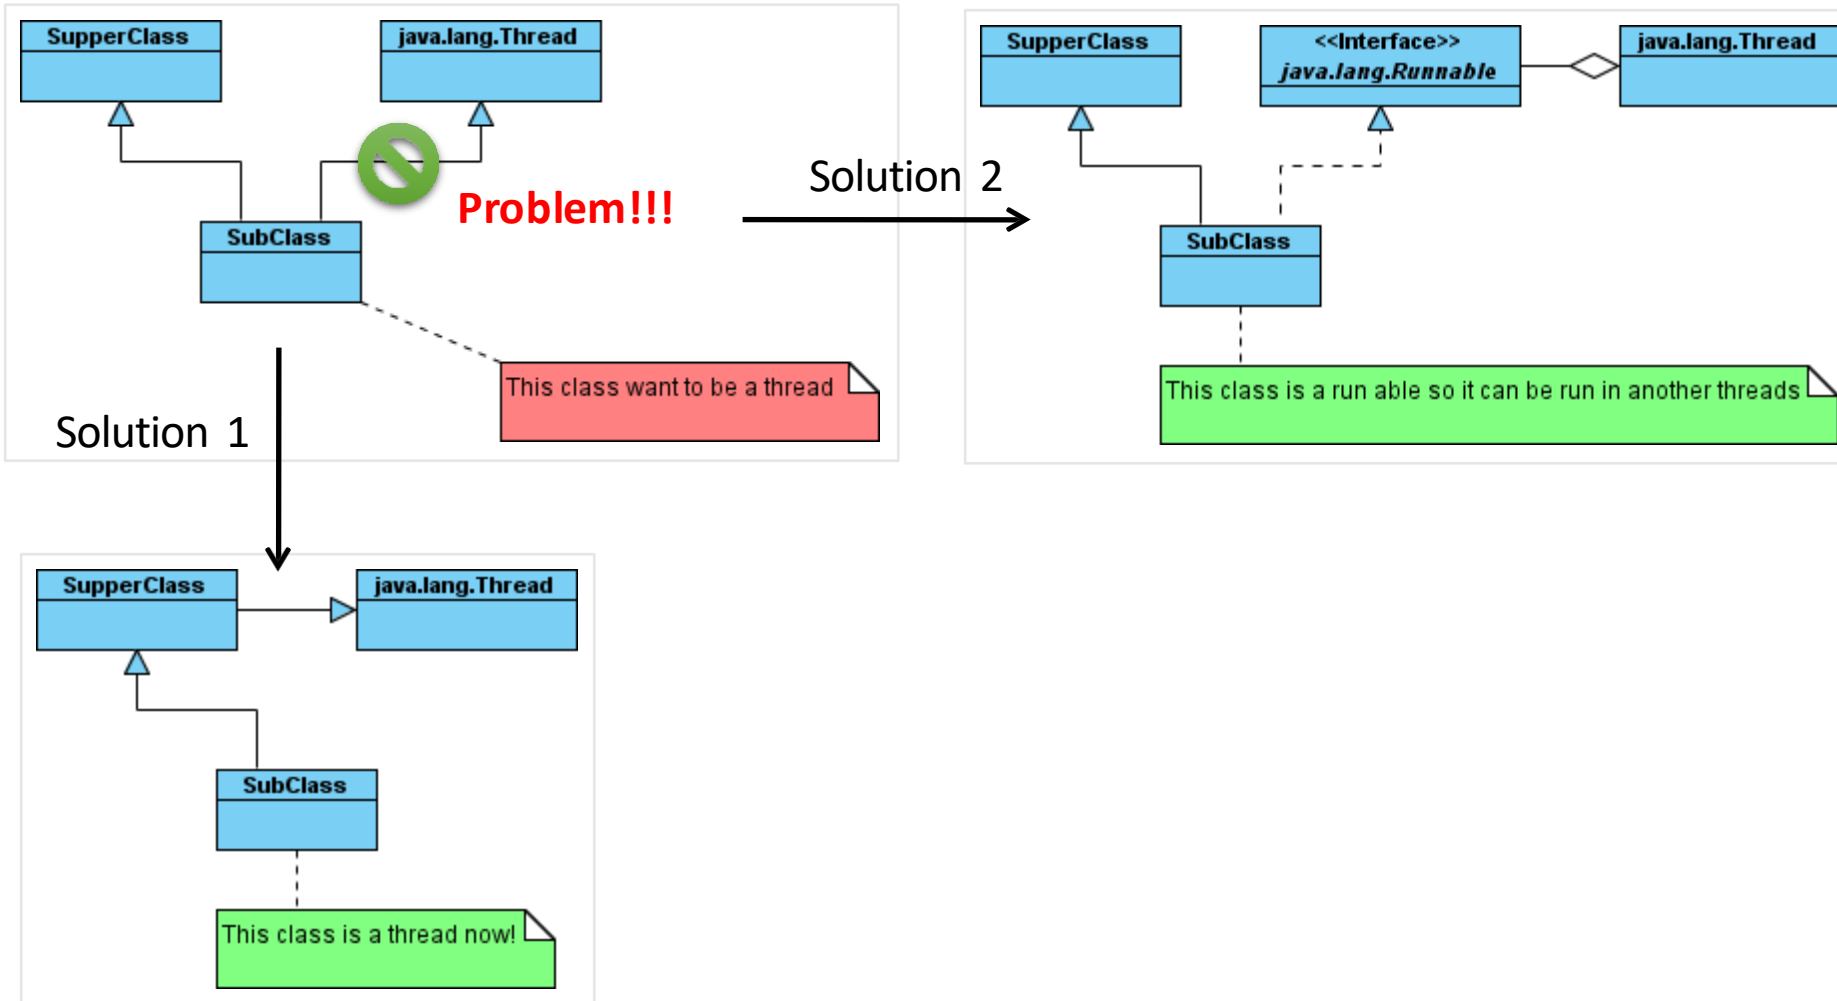 SupperClass
java.lang.Thread
Problem!!!
SubClass
This class want to be a thread
Solution 2
SupperClass
<<Interface>>
java.lang.Runnable
java.lang.Thread
SubClass
This class is a run able so it can be run in another threads
Solution 1
SupperClass
java.lang.Thread
SubClass
This class is a thread now!